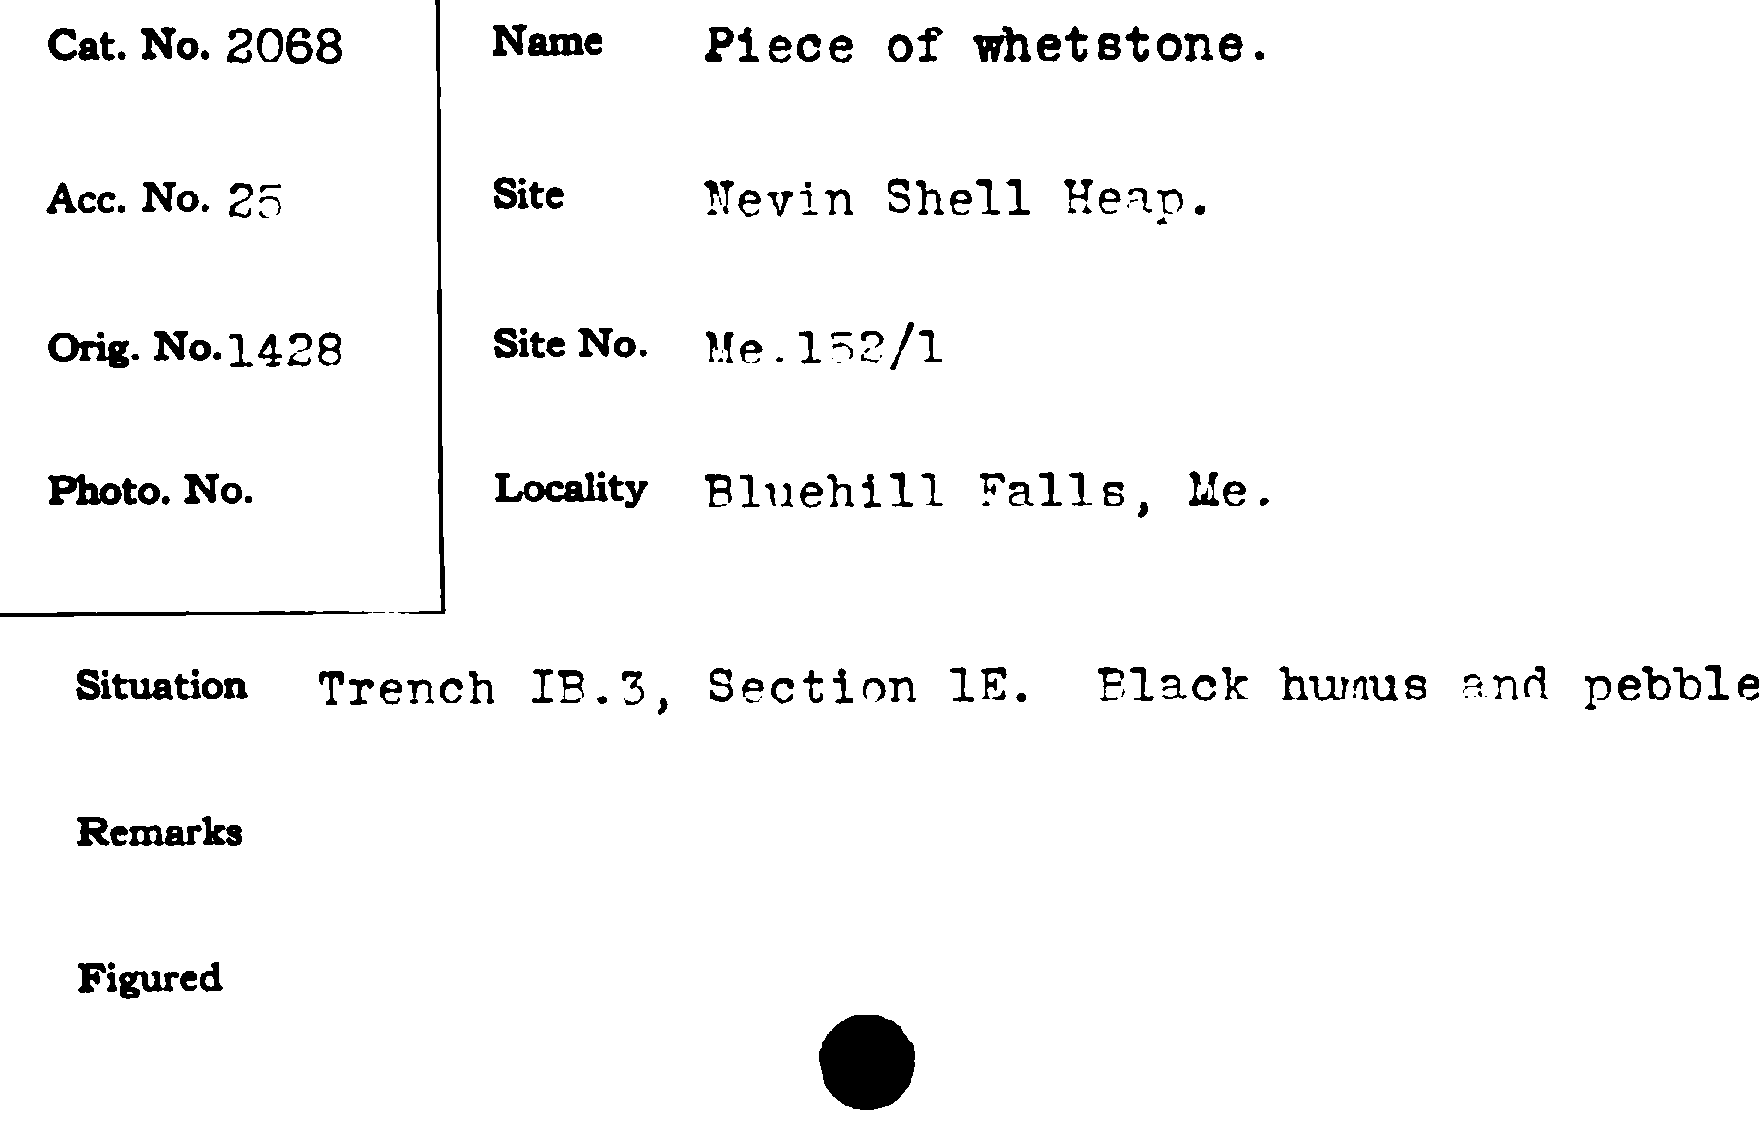 Cat. No. 2068
Name Piece of whetstone.
Acc. No. 25
Site Nevin Shell Heap.
Orig. No. 1428
Site No. Me.152/1
Photo. No.
Locality Bluehill Falls, Me.
Situation Trench IB.3, Section 1E. Black humus and pebble
Remarks
Figured